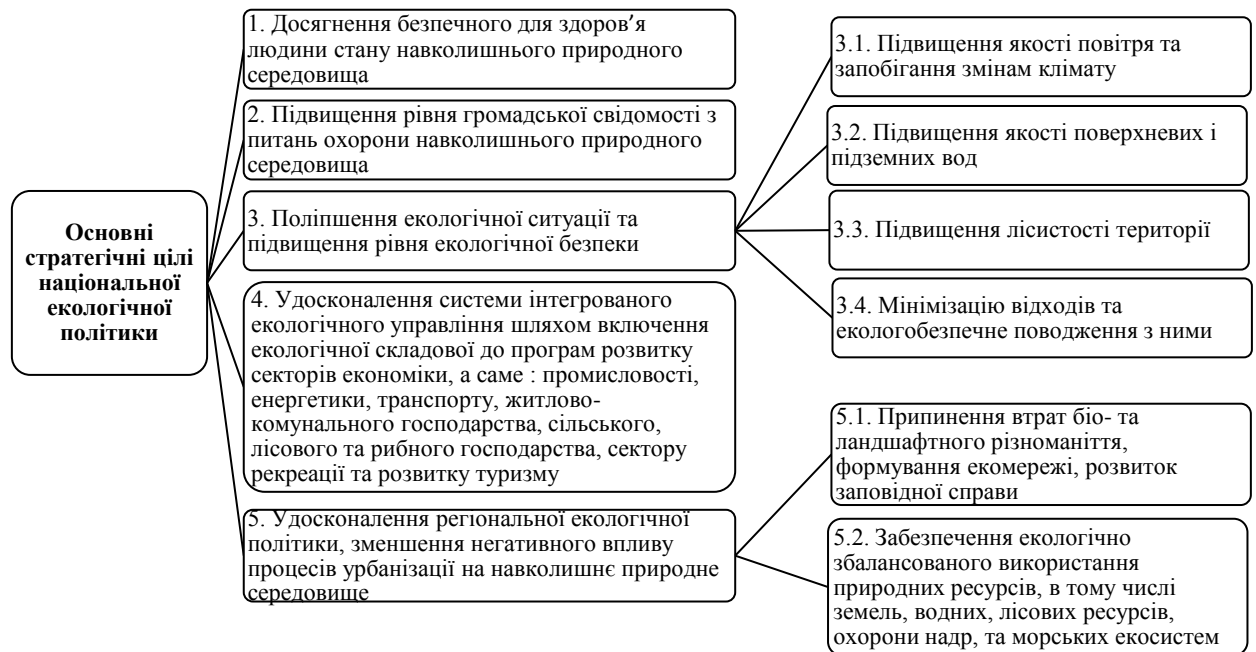 Основні
стратегічні цілі
національної
екологічної
політики
1. Досягнення безпечного для здоров’я
людини стану навколишнього природного
середовища
2. Підвищення рівня громадської свідомості з
питань охорони навколишнього природного
середовища
3. Поліпшення екологічної ситуації та
підвищення рівня екологічної безпеки
4. Удосконалення системи інтегрованого
екологічного управління шляхом включення
екологічної складової до програм розвитку
секторів економіки, а саме : промисловості,
енергетики, транспорту, житлово-
комунального господарства, сільського,
лісового та рибного господарства, сектору
рекреації та розвитку туризму
5. Удосконалення регіональної екологічної
політики, зменшення негативного впливу
процесів урбанізації на навколишнє природне
середовище
3.1. Підвищення якості повітря та
запобігання змінам клімату
3.2. Підвищення якості поверхневих і
підземних вод
3.3. Підвищення лісистості території
3.4. Мінімізацію відходів та
екологобезпечне поводження з ними
5.1. Припинення втрат біо- та
ландшафтного різноманіття,
формування екомережі, розвиток
заповідної справи
5.2. Забезпечення екологічно
збалансованого використання
природних ресурсів, в тому числі
земель, водних, лісових ресурсів,
охорони надр, та морських екосистем